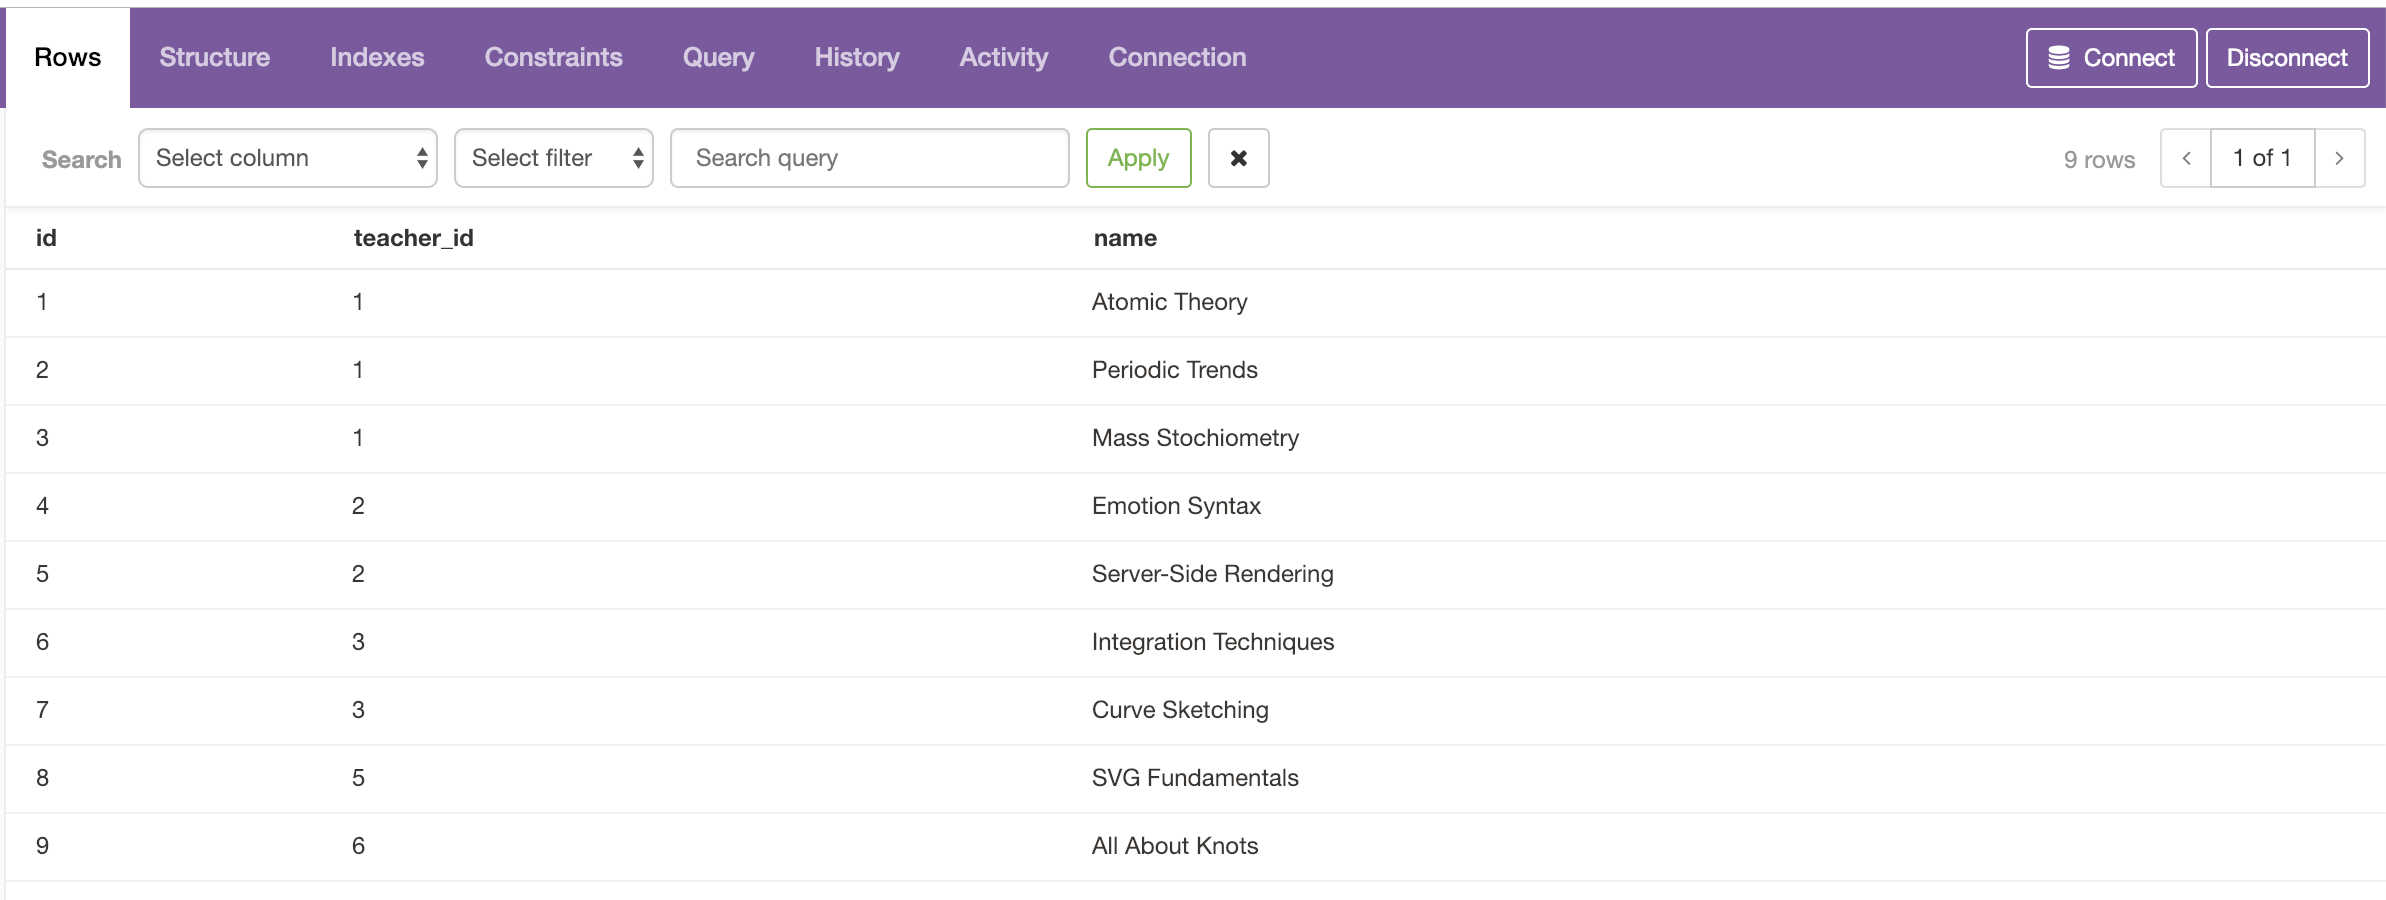 Rows Structure Indexes Constraints Query History Activity Connection Connect Disconnect
Search Select column Select filter Search query Apply 9 rows 1 of 1
id teacher_id name
1 1 Atomic Theory
2 1 Periodic Trends
3 1 Mass Stochiometry
4 2 Emotion Syntax
5 2 Server-Side Rendering
6 3 Integration Techniques
7 3 Curve Sketching
8 5 SVG Fundamentals
9 6 All About Knots